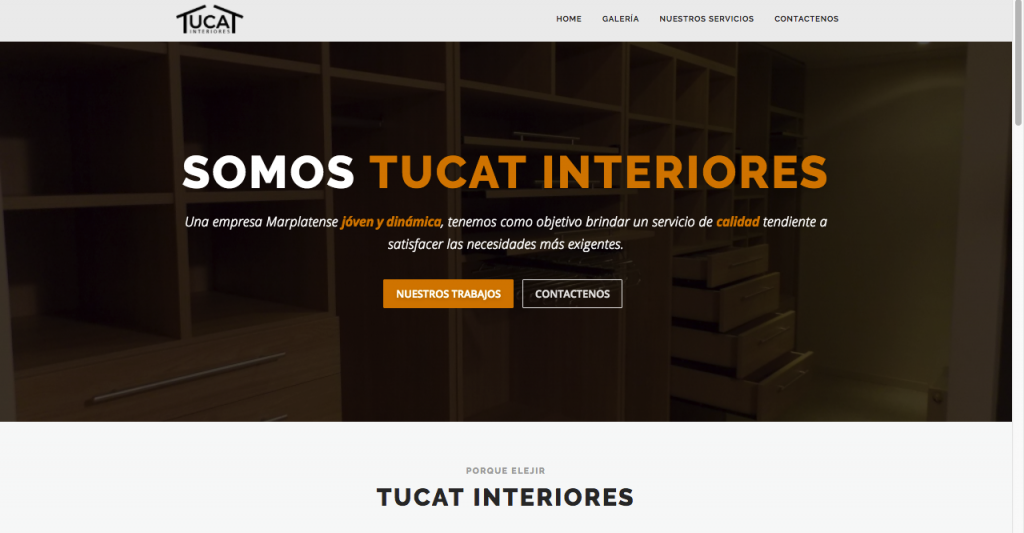 TUCAT
INTERIORES
HOME GALERÍA NUESTROS SERVICIOS CONTACTENOS
SOMOS TUCAT INTERIORES
Una empresa Marplatense jóven y dinámica, tenemos como objetivo brindar un servicio de calidad tendiente a
satisfacer las necesidades más exigentes.
NUESTROS TRABAJOS CONTACTENOS
PORQUE ELEJIR
TUCAT INTERIORES